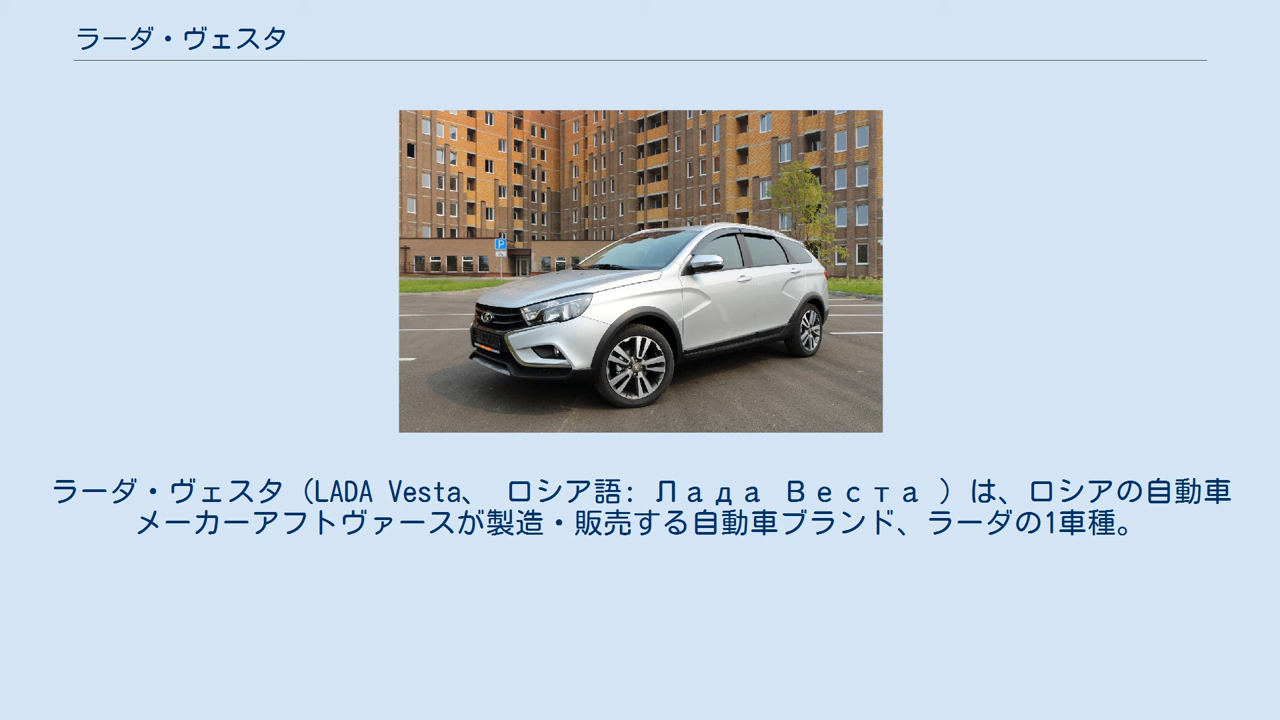 ラーダ・ヴェスタ
P
ラーダ・ヴェスタ（LADA Vesta、 ロシア語: Лада Веста ）は、ロシアの自動車
メーカーアフトヴァースが製造・販売する自動車ブランド、ラーダの1車種。